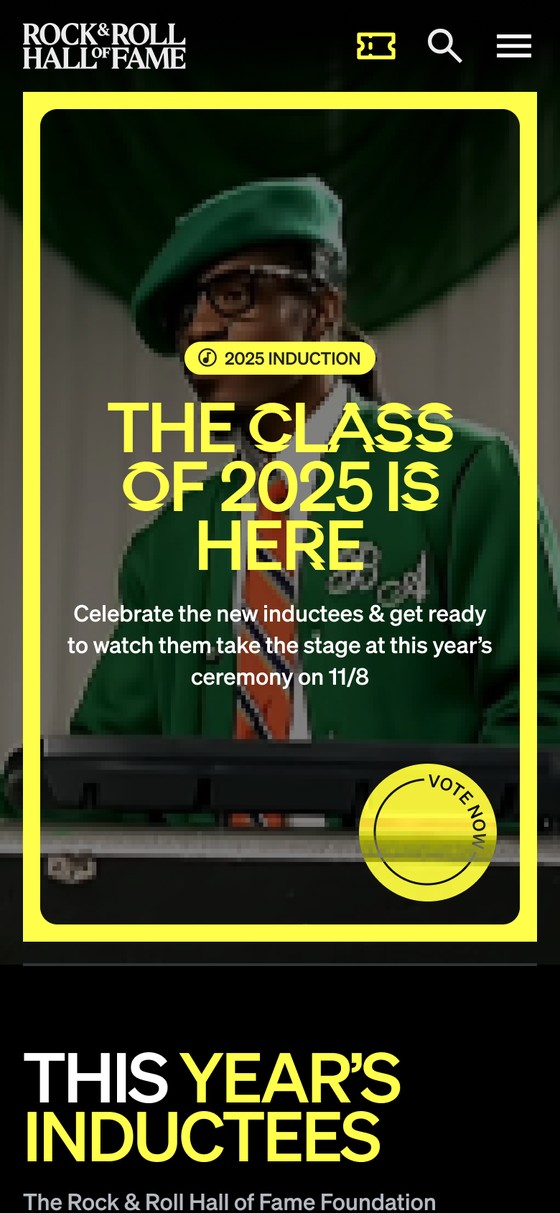 ROCK&ROLL
HALL OF FAME
2025 INDUCTION
THE CLASS
OF 2025 IS
HERE
Celebrate the new inductees & get ready
to watch them take the stage at this year’s
ceremony on 11/8
VOTE NOW
THIS YEAR’S
INDUCTEES
The Rock & Roll Hall of Fame Foundation